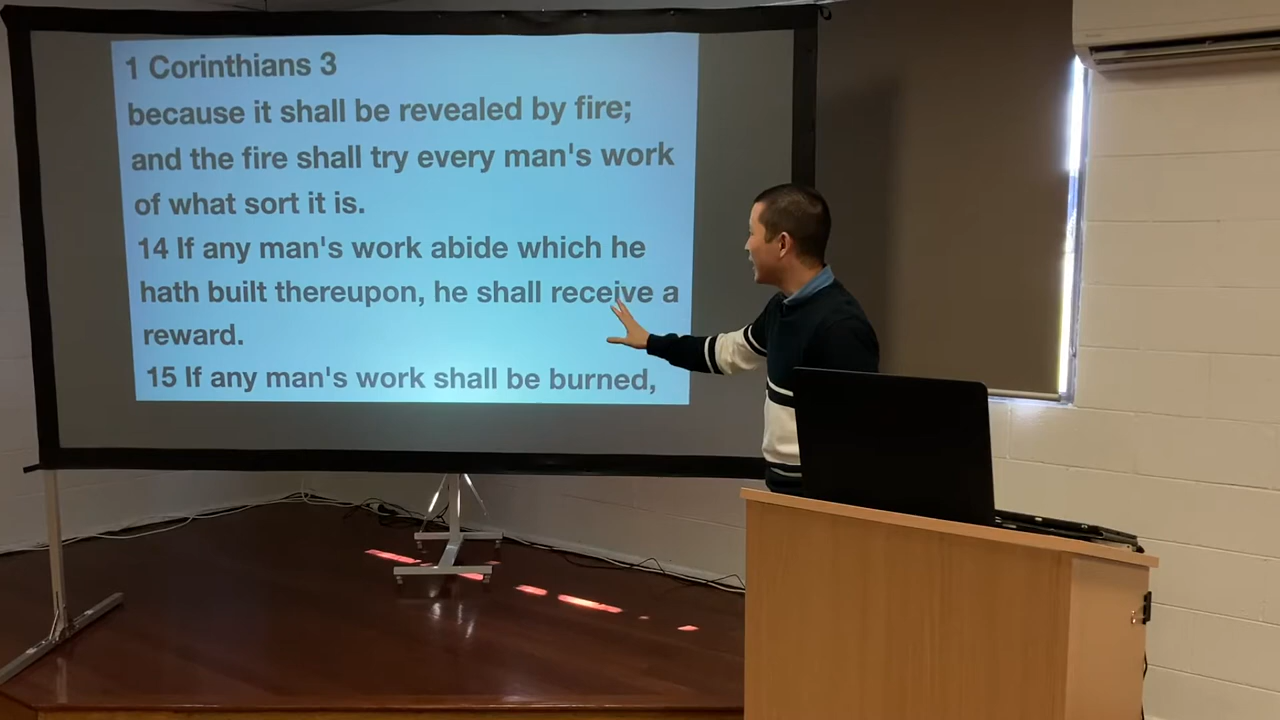 1 Corinthians 3
because it shall be revealed by fire;
and the fire shall try every man's work
of what sort it is.
14 If any man's work abide which he
hath built thereupon, he shall receive a
reward.
15 If any man's work shall be burned,